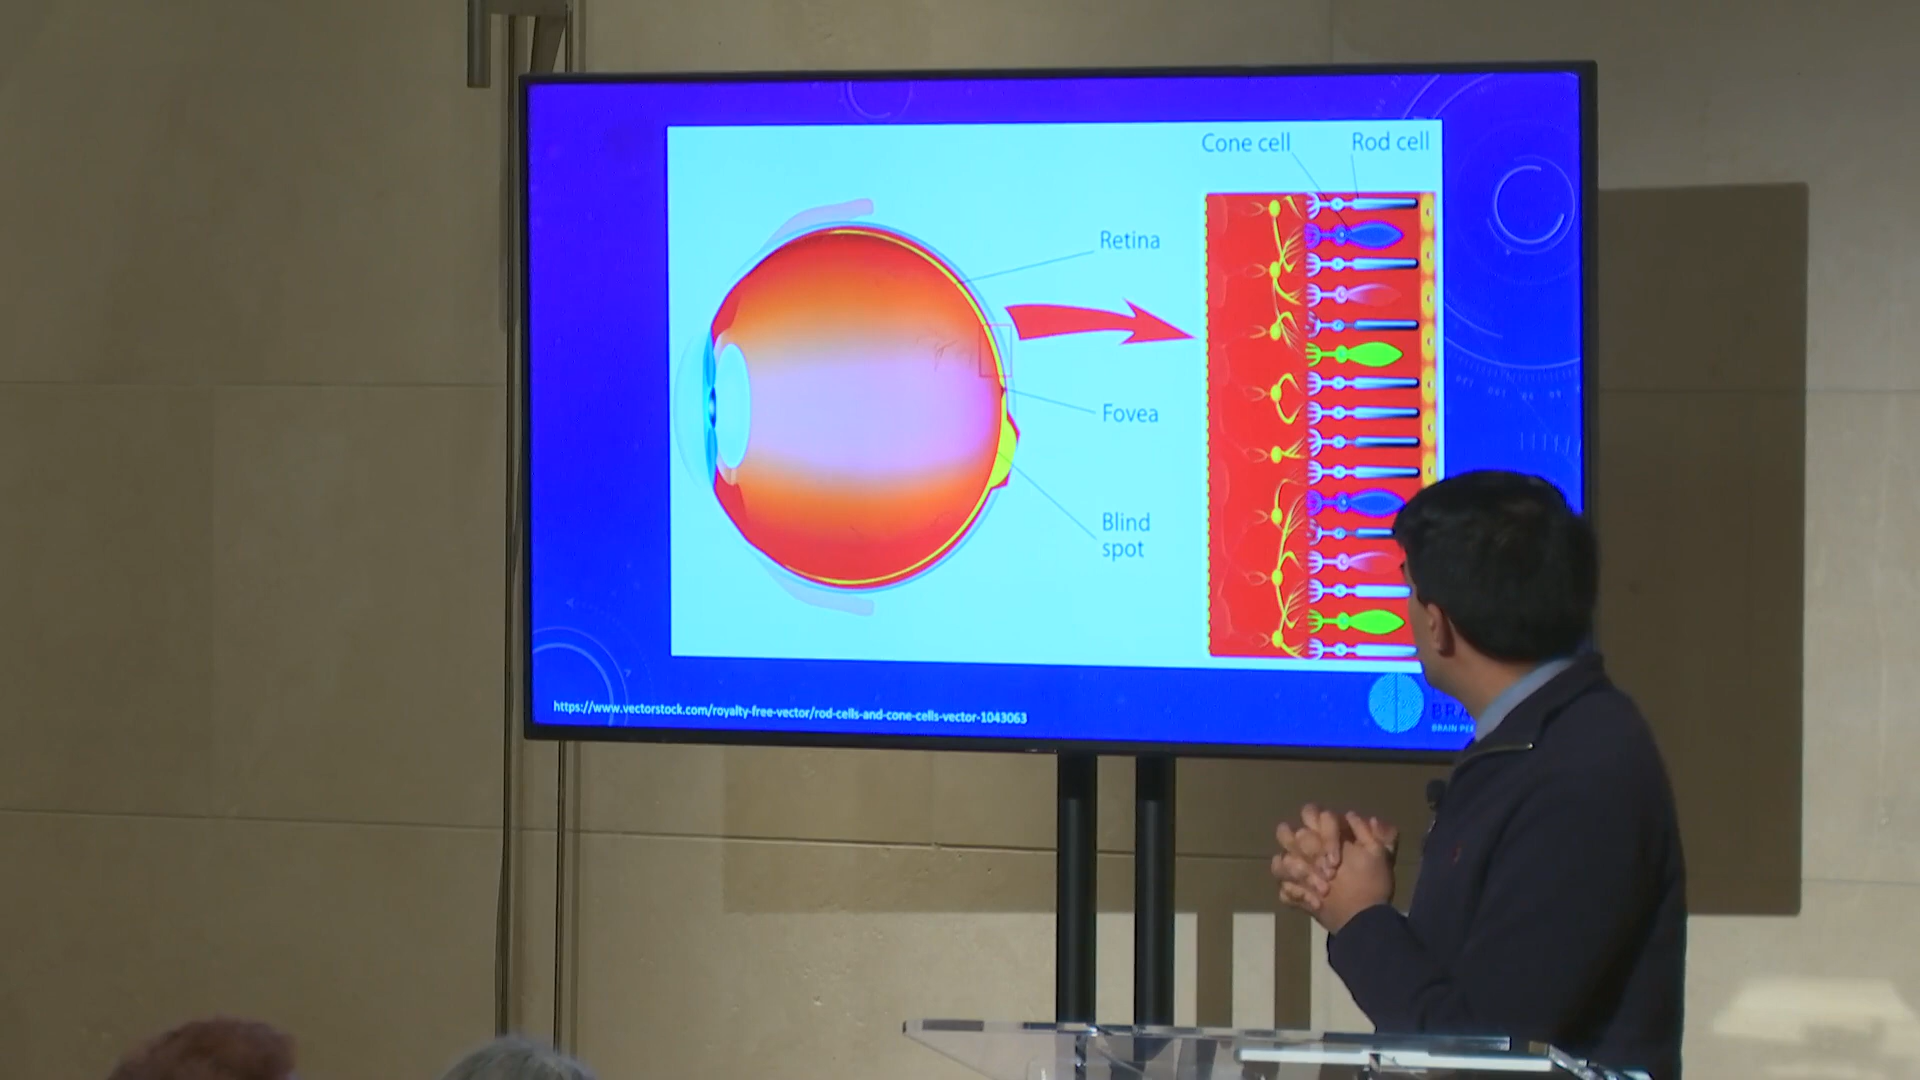 Cone cell
Rod cell
Retina
Fovea
Blind
spot
https://www.vectorstock.com/royalty-free-vector/rod-cells-and-cone-cells-vector-1043063
BRAIN